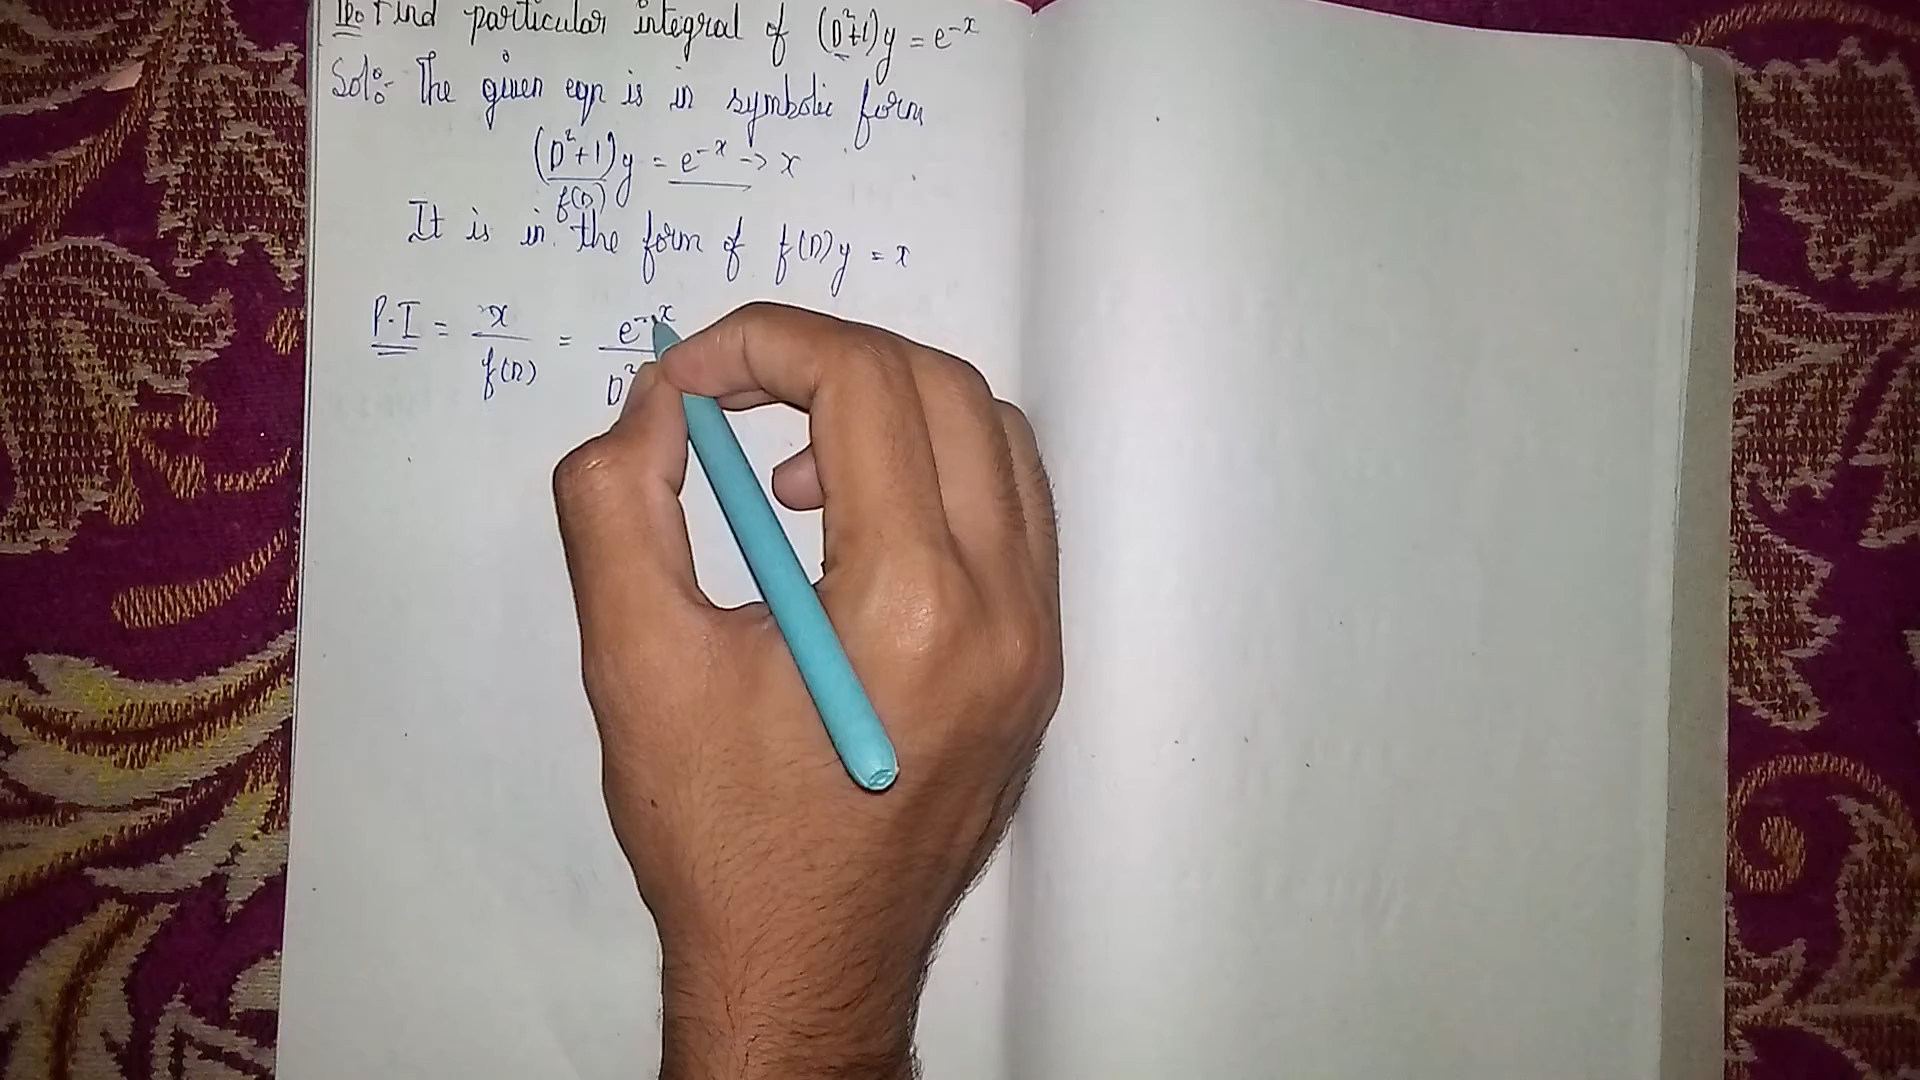 Find particular integral of (D²+1)y = e⁻ˣ
Sol:- The given eqn is in symbolic form
(D²+1)y = e⁻ˣ → x
f(D)
It is in the form of f(D)y = x
P.I = x / f(D) = e⁻ˣ / D²